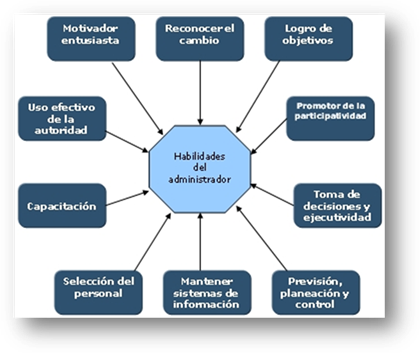 Motivador
entusiasta
Reconocer el
cambio
Logro de
objetivos
Uso efectivo
de la
autoridad
Promotor de la
participatividad
Habilidades
del
administrador
Capacitación
Toma de
decisiones y
ejecutividad
Selección del
personal
Mantener
sistemas de
información
Previsión,
planeación y
control